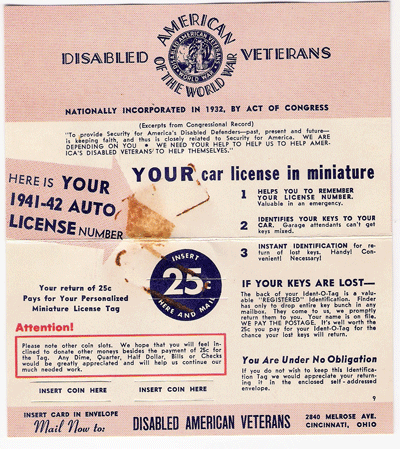 DISABLED AMERICAN VETERANS
OF THE WORLD WAR
NATIONALLY INCORPORATED IN 1932, BY ACT OF CONGRESS
(Excerpts from Congressional Record)
"To provide Security for America's Disabled Defenders—past, present and future—
is keeping faith, and thus is closely related to Security for America. WE ARE
DEPENDING ON YOU • WE NEED YOUR HELP TO HELP US TO HELP AMER-
ICA'S DISABLED VETERANS TO HELP THEMSELVES."
HERE IS YOUR
1941-42 AUTO
LICENSE NUMBER
YOUR car license in miniature
1 HELPS YOU TO REMEMBER
YOUR LICENSE NUMBER.
Valuable in an emergency.
2 IDENTIFIES YOUR KEYS TO YOUR
CAR. Garage attendants can't get
keys mixed.
3 INSTANT IDENTIFICATION for re-
turn of lost keys. Handy! Con-
venient! Necessary!
INSERT
25c
HERE AND MAIL
Your return of 25c
Pays for Your Personalized
Miniature License Tag
Attention!
Please note other coin slots. We hope that you will feel in-
clined to donate other moneys besides the payment of 25c for
the Tag. Any Dime, Quarter, Half Dollar, Bills or Checks
would be greatly appreciated and will help us continue our
much needed work.
IF YOUR KEYS ARE LOST—
The back of your Ident-O-Tag is a valu-
able "REGISTERED" Identification. Finder
has only to drop entire key bunch in any
mailbox. They come to us, we promptly
return them to you. Your name is on file.
WE PAY THE POSTAGE. It's well worth the
25c you pay for your Ident-O-Tag for the
chance your lost keys will return.
You Are Under No Obligation
If you do not wish to keep this Identifica-
tion Tag we would appreciate your return-
ing it in the enclosed self-addressed
envelope.
9
INSERT COIN HERE
INSERT COIN HERE
INSERT CARD IN ENVELOPE
Mail Now to:
DISABLED AMERICAN VETERANS
2840 MELROSE AVE.
CINCINNATI, OHIO